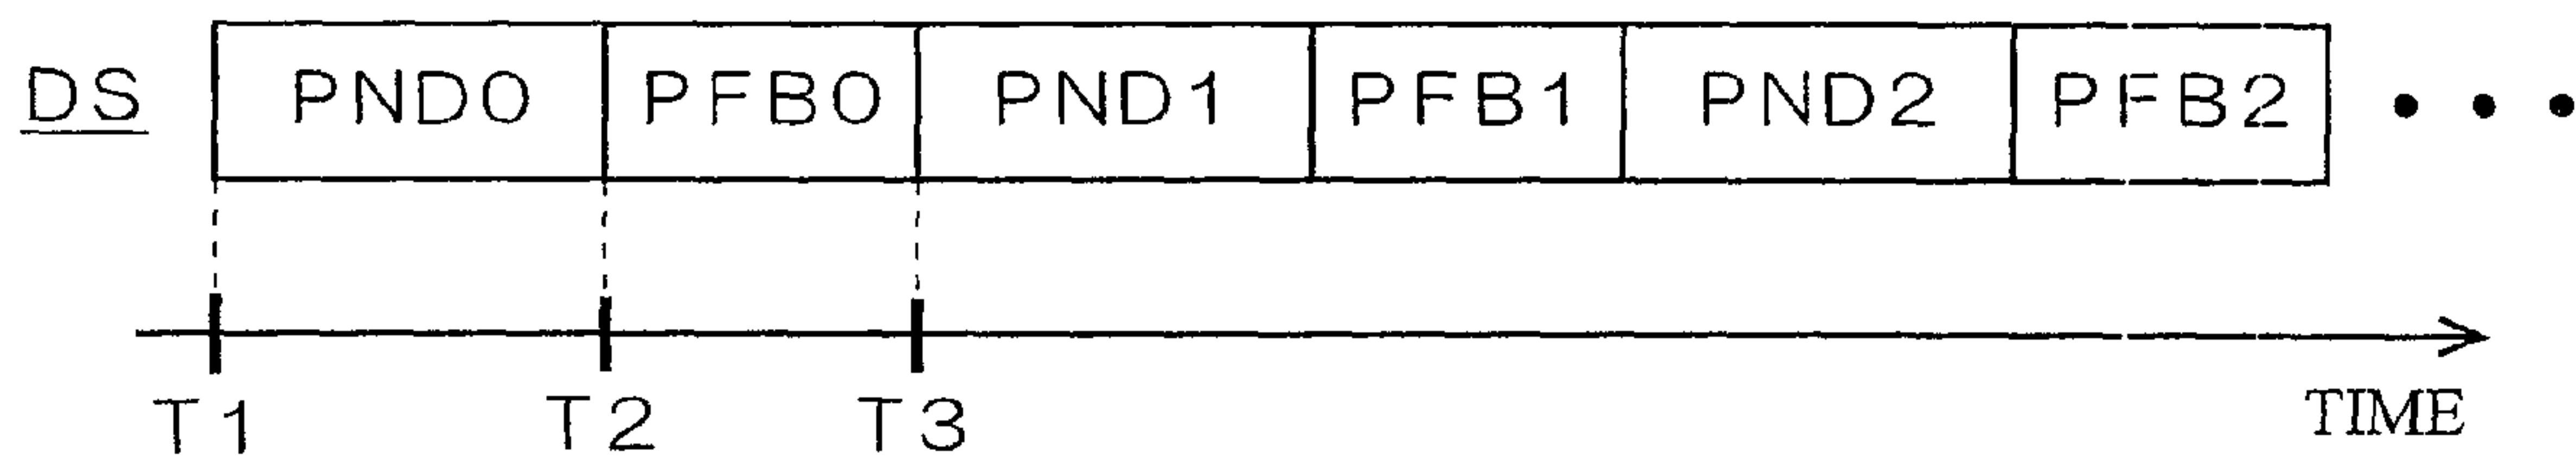 DS PND0 PFB0 PND1 PFB1 PND2 PFB2 • • •
T1 T2 T3 TIME